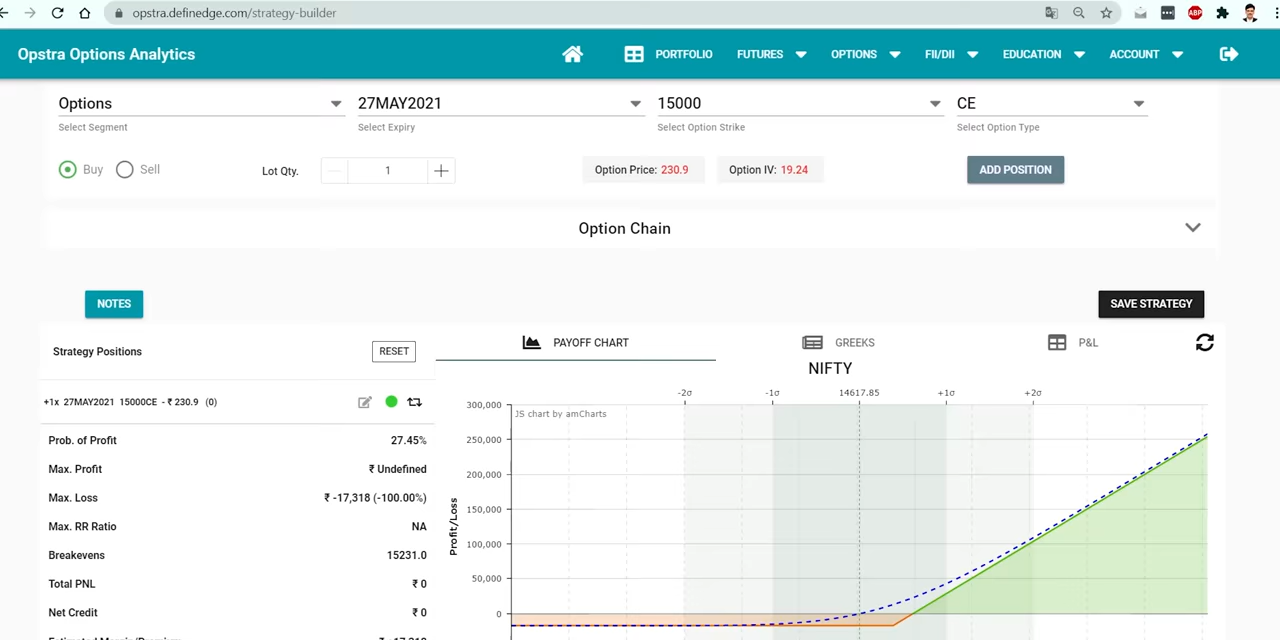 opstra.definedge.com/strategy-builder
ABP
Opstra Options Analytics
PORTFOLIO FUTURES OPTIONS FII/DII EDUCATION ACCOUNT
Options 27MAY2021 15000 CE
Select Segment Select Expiry Select Option Strike Select Option Type
Buy Sell Lot Qty. 1 Option Price: 230.9 Option IV: 19.24 ADD POSITION
Option Chain
NOTES SAVE STRATEGY
Strategy Positions RESET
PAYOFF CHART GREEKS P&L
NIFTY
+1x 27MAY2021 15000CE - ₹ 230.9 (0)
Prob. of Profit 27.45%
Max. Profit ₹ Undefined
Max. Loss ₹ -17,318 (-100.00%)
Max. RR Ratio NA
Breakevens 15231.0
Total PNL ₹ 0
Net Credit ₹ 0
-2σ -1σ 14617.85 +1σ +2σ
JS chart by amCharts
Profit/Loss
300,000
250,000
200,000
150,000
100,000
50,000
0